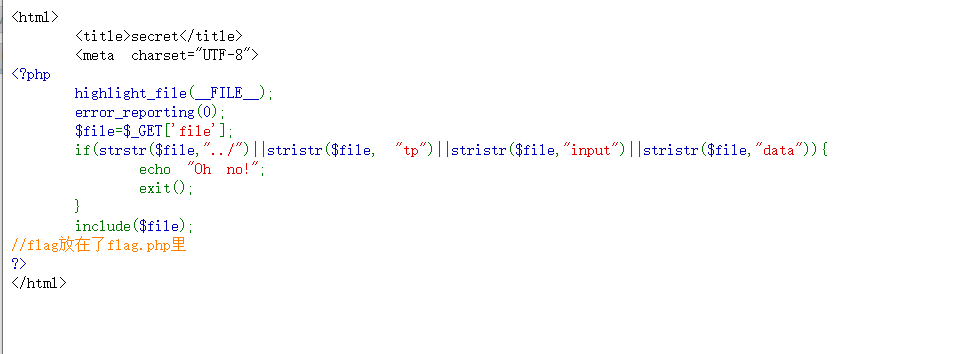 <html>
<title>secret</title>
<meta charset="UTF-8">
<?php
highlight_file(__FILE__);
error_reporting(0);
$file=$_GET['file'];
if(strstr($file,"../")||stristr($file, "tp")||stristr($file,"input")||stristr($file,"data")){
echo "Oh no!";
exit();
}
include($file);
//flag放在了flag.php里
?>
</html>